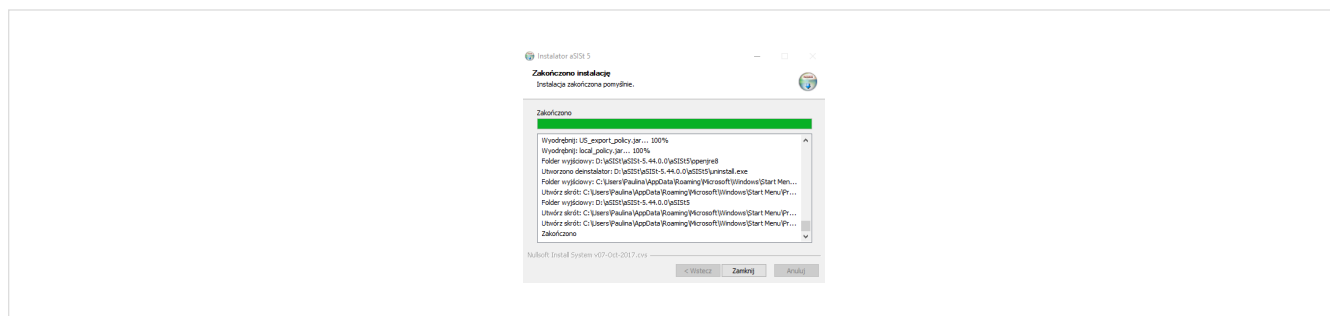 Instalator aSISt 5
Zakończono instalację
Instalacja zakończona pomyślnie.
Zakończono
Wyodrębnij: US_export_policy.jar... 100%
Wyodrębnij: local_policy.jar... 100%
Folder wyjściowy: D:\aSISt\aSISt-5.44.0.0\aSISt5\openjre8
Utworzono deinstalator: D:\aSISt\aSISt-5.44.0.0\aSISt5\uninstall.exe
Folder wyjściowy: C:\Users\Paulina\AppData\Roaming\Microsoft\Windows\Start Men...
Utwórz skrót: C:\Users\Paulina\AppData\Roaming\Microsoft\Windows\Start Menu\Pr...
Folder wyjściowy: D:\aSISt\aSISt-5.44.0.0\aSISt5
Utwórz skrót: C:\Users\Paulina\AppData\Roaming\Microsoft\Windows\Start Menu\Pr...
Utwórz skrót: C:\Users\Paulina\AppData\Roaming\Microsoft\Windows\Start Menu\Pr...
Zakończono
Nullsoft Install System v07-Oct-2017.cvs
< Wstecz Zamknij Anuluj